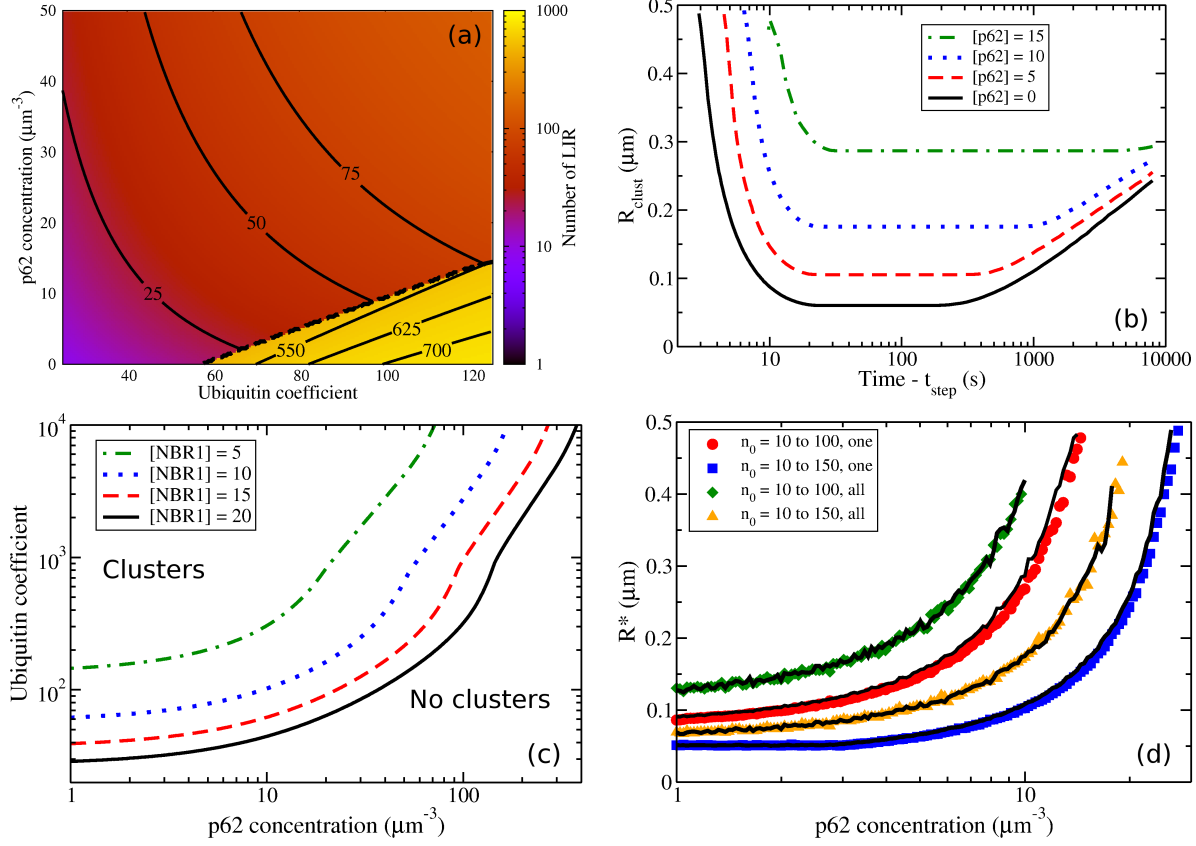 (a)
p62 concentration (μm-3)
50
40
30
20
10
0
40
60
80
100
120
Ubiquitin coefficient
25
50
75
550
625
700
1000
100
10
1
Number of LIR
(b)
R_clust (μm)
0.5
0.4
0.3
0.2
0.1
0
10
100
1000
10000
Time - t_step (s)
[p62] = 15
[p62] = 10
[p62] = 5
[p62] = 0
(c)
Ubiquitin coefficient
10^4
10^3
10^2
1
10
100
p62 concentration (μm-3)
[NBR1] = 5
[NBR1] = 10
[NBR1] = 15
[NBR1] = 20
Clusters
No clusters
(d)
R* (μm)
0.5
0.4
0.3
0.2
0.1
0
1
10
p62 concentration (μm-3)
n0 = 10 to 100, one
n0 = 10 to 150, one
n0 = 10 to 100, all
n0 = 10 to 150, all